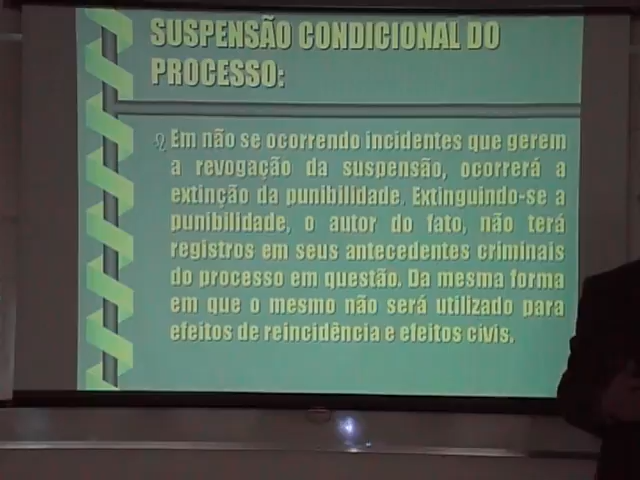 SUSPENSÃO CONDICIONAL DO
PROCESSO:
Em não se ocorrendo incidentes que gerem
a revogação da suspensão, ocorrerá a
extinção da punibilidade. Extinguindo-se a
punibilidade, o autor do fato, não terá
registros em seus antecedentes criminais
do processo em questão. Da mesma forma
em que o mesmo não será utilizado para
efeitos de reincidência e efeitos civis.